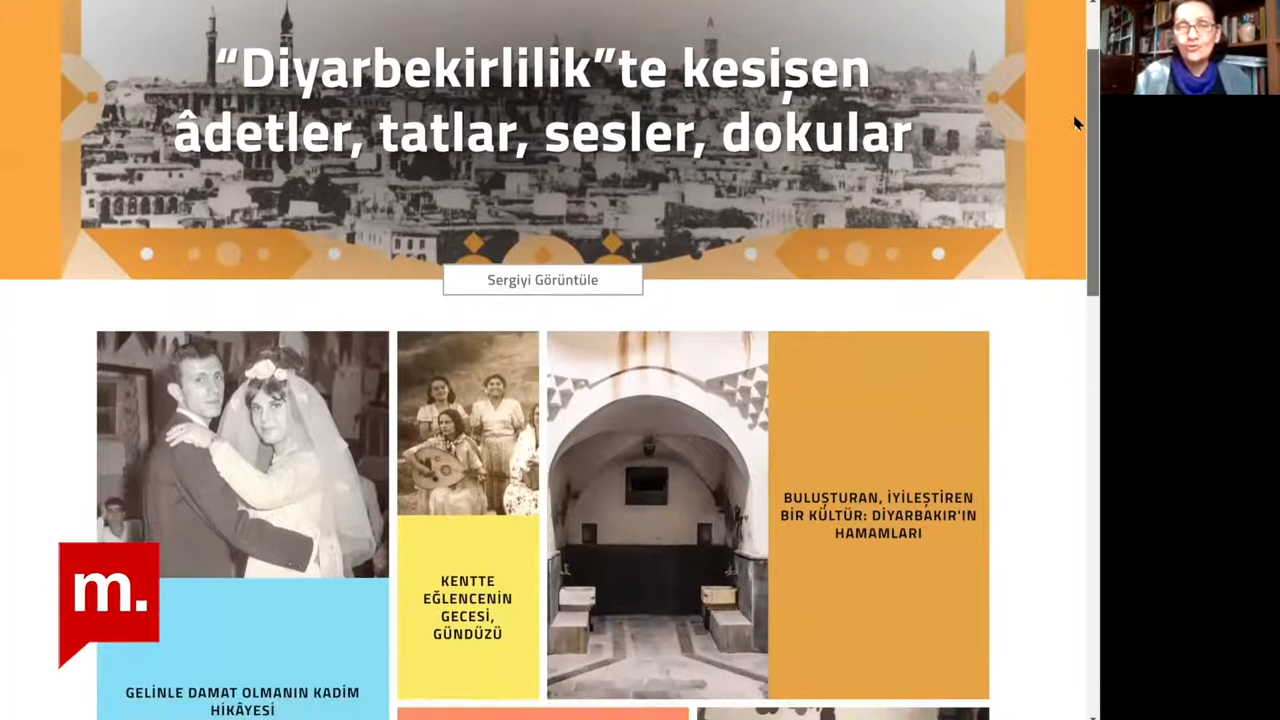 “Diyarbekirlilik”te kesişen
âdetler, tatlar, sesler, dokular
Sergiyi Görüntüle
BULUŞTURAN, İYİLEŞTİREN
BİR KÜLTÜR: DİYARBAKIR'IN
HAMAMLARI
KENTTE
EĞLENCENİN
GECESİ,
GÜNDÜZÜ
m.
GELİNLE DAMAT OLMANIN KADİM
HİKÂYESİ